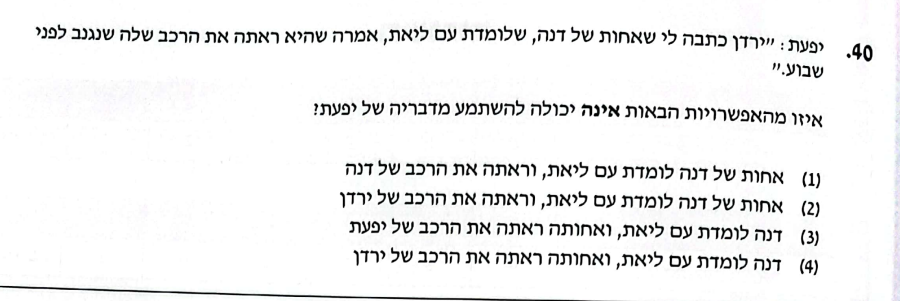 40. יפעת: "ירדן כתבה לי שאחות של דנה, שלומדת עם ליאת, אמרה שהיא ראתה את הרכב שלה שנגנב לפני
שבוע."
איזו מהאפשרויות הבאות אינה יכולה להשתמע מדבריה של יפעת?
(1) אחות של דנה לומדת עם ליאת, וראתה את הרכב של דנה
(2) אחות של דנה לומדת עם ליאת, וראתה את הרכב של ירדן
(3) דנה לומדת עם ליאת, ואחותה ראתה את הרכב של יפעת
(4) דנה לומדת עם ליאת, ואחותה ראתה את הרכב של ירדן